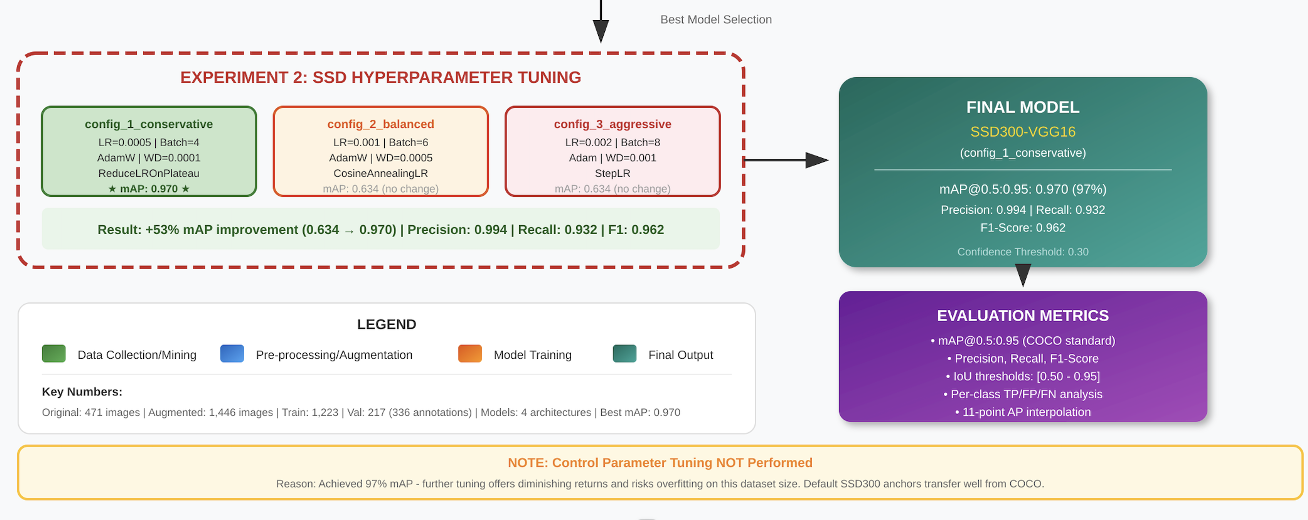 Best Model Selection
EXPERIMENT 2: SSD HYPERPARAMETER TUNING
config_1_conservative
LR=0.0005 | Batch=4
AdamW | WD=0.0001
ReduceLROnPlateau
★ mAP: 0.970 ★
config_2_balanced
LR=0.001 | Batch=6
AdamW | WD=0.0005
CosineAnnealingLR
mAP: 0.634 (no change)
config_3_aggressive
LR=0.002 | Batch=8
Adam | WD=0.001
StepLR
mAP: 0.634 (no change)
Result: +53% mAP improvement (0.634 → 0.970) | Precision: 0.994 | Recall: 0.932 | F1: 0.962
FINAL MODEL
SSD300-VGG16
(config_1_conservative)
mAP@0.5:0.95: 0.970 (97%)
Precision: 0.994 | Recall: 0.932
F1-Score: 0.962
Confidence Threshold: 0.30
EVALUATION METRICS
• mAP@0.5:0.95 (COCO standard)
• Precision, Recall, F1-Score
• IoU thresholds: [0.50 - 0.95]
• Per-class TP/FP/FN analysis
• 11-point AP interpolation
LEGEND
Data Collection/Mining
Pre-processing/Augmentation
Model Training
Final Output
Key Numbers:
Original: 471 images | Augmented: 1,446 images | Train: 1,223 | Val: 217 (336 annotations) | Models: 4 architectures | Best mAP: 0.970
NOTE: Control Parameter Tuning NOT Performed
Reason: Achieved 97% mAP - further tuning offers diminishing returns and risks overfitting on this dataset size. Default SSD300 anchors transfer well from COCO.